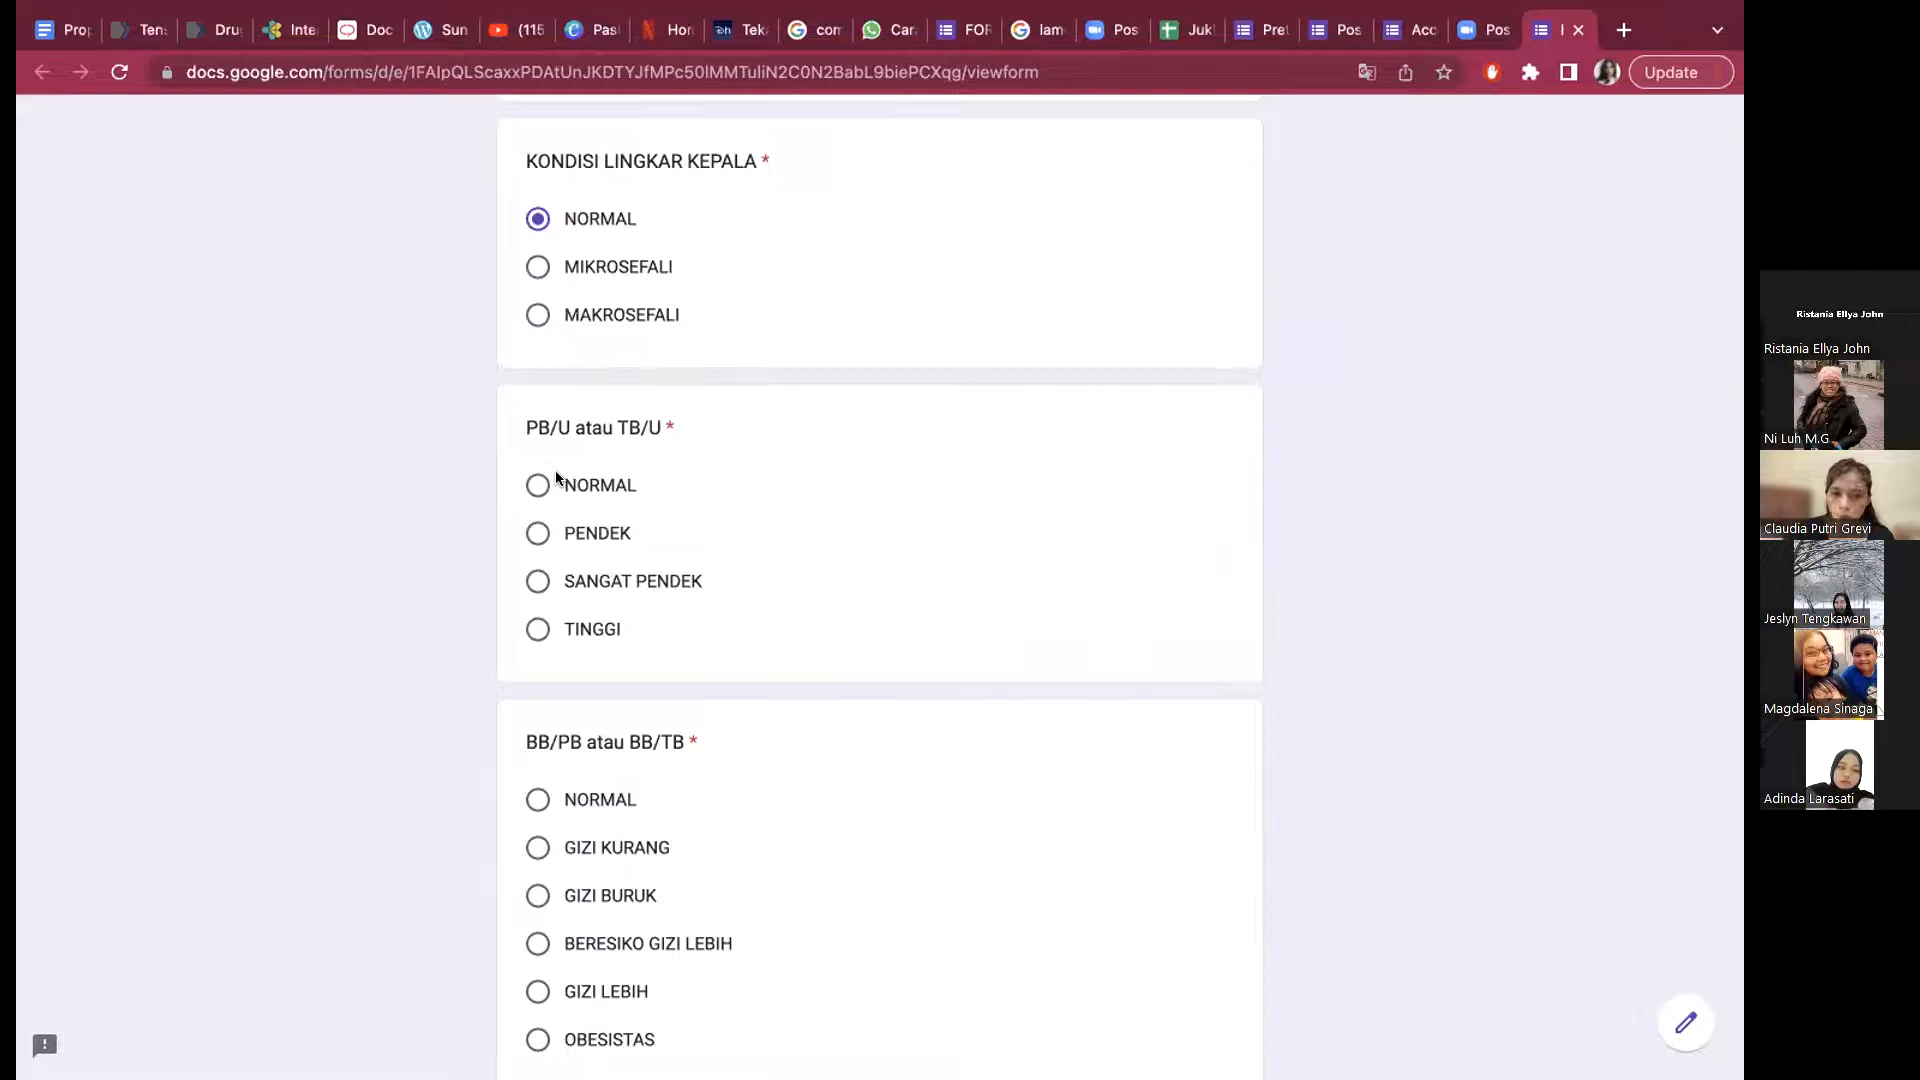 Pro
Ten
Dru
Inte
Doc
Sun
(115
Pas
Hor
Tek
com
Car
FOR
lam
Pos
Juk
Pre
Pos
Acc
Pos
docs.google.com/forms/d/e/1FAIpQLScaxxPDAtUnJKDTYJfMPc50lMMTuliN2C0N2BabL9biePCXqg/viewform
Update
KONDISI LINGKAR KEPALA *
NORMAL
MIKROSEFALI
MAKROSEFALI
PB/U atau TB/U *
NORMAL
PENDEK
SANGAT PENDEK
TINGGI
BB/PB atau BB/TB *
NORMAL
GIZI KURANG
GIZI BURUK
BERESIKO GIZI LEBIH
GIZI LEBIH
OBESISTAS
Ristania Ellya John
Ristania Ellya John
Ni Luh M.G
Claudia Putri Grevi
Jeslyn Tengkawan
Magdalena Sinaga
Adinda Larasati